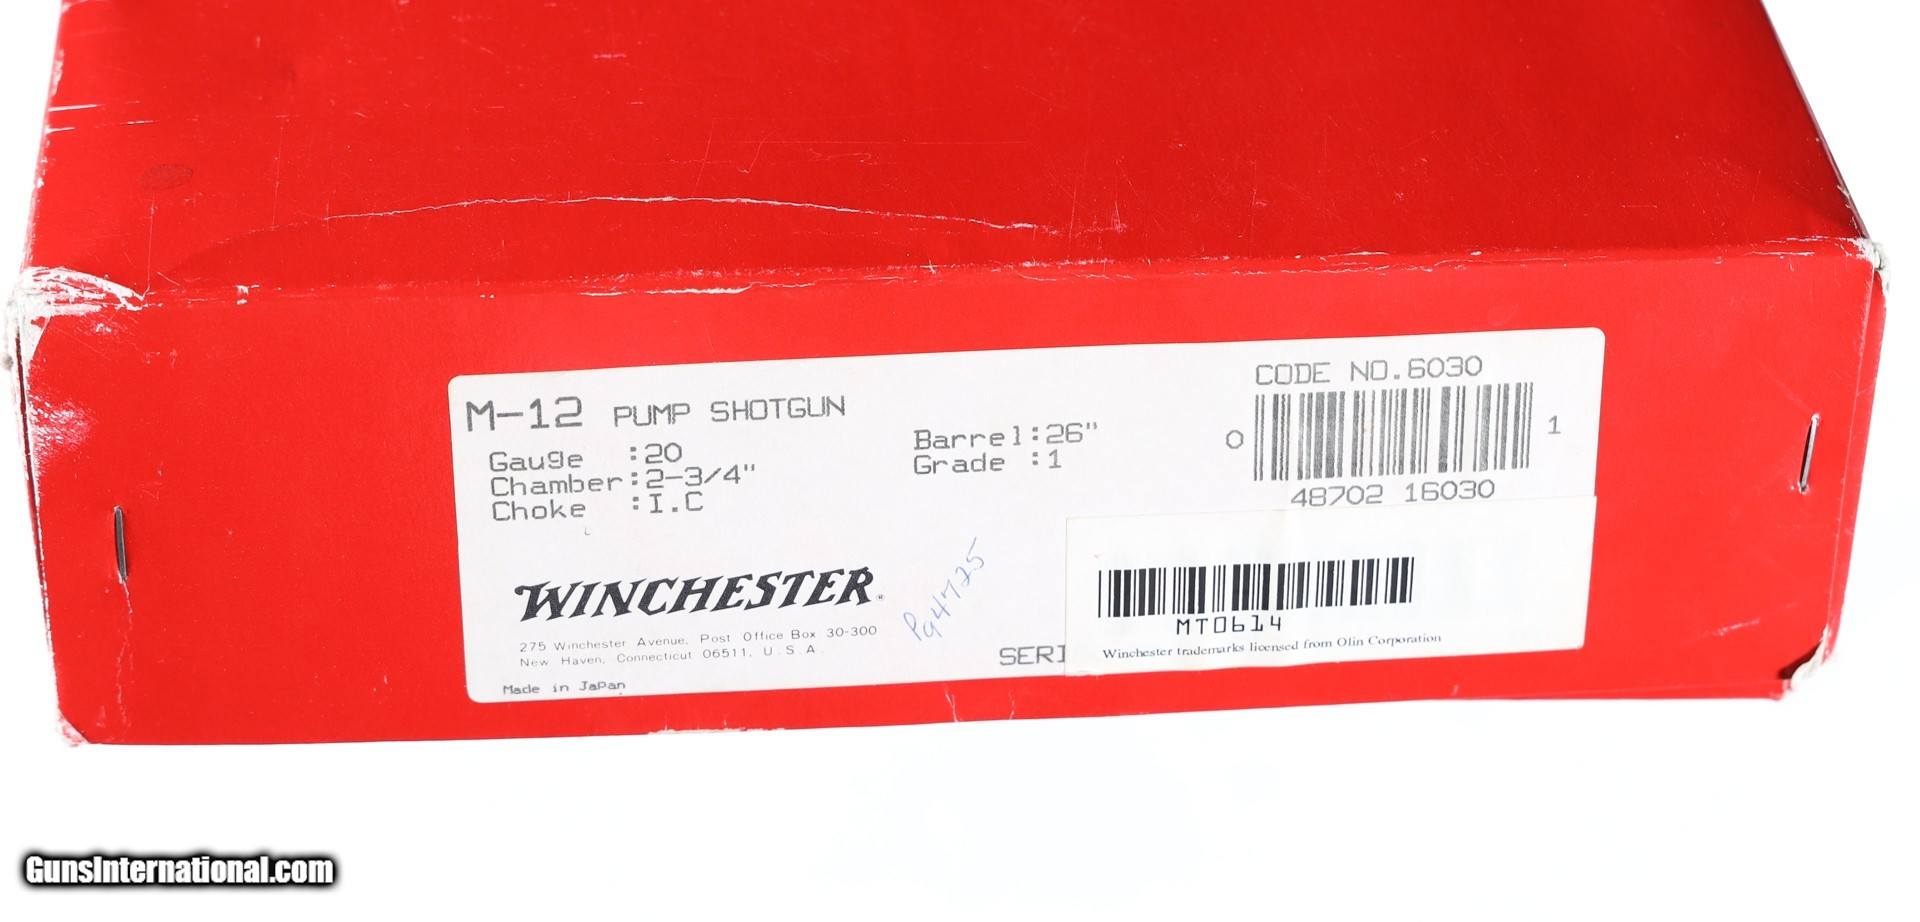 M-12 PUMP SHOTGUN
Gauge :20
Chamber:2-3/4"
Choke :I.C
Barrel:26"
Grade :1
CODE NO.6030
0 1
48702 16030
WINCHESTER
275 Winchester Avenue, Post Office Box 30-300
New Haven, Connecticut 06511, U.S.A.
Made in Japan
Pg4725
SERI
MT0614
Winchester trademarks licensed from Olin Corporation
GunsInternational.com